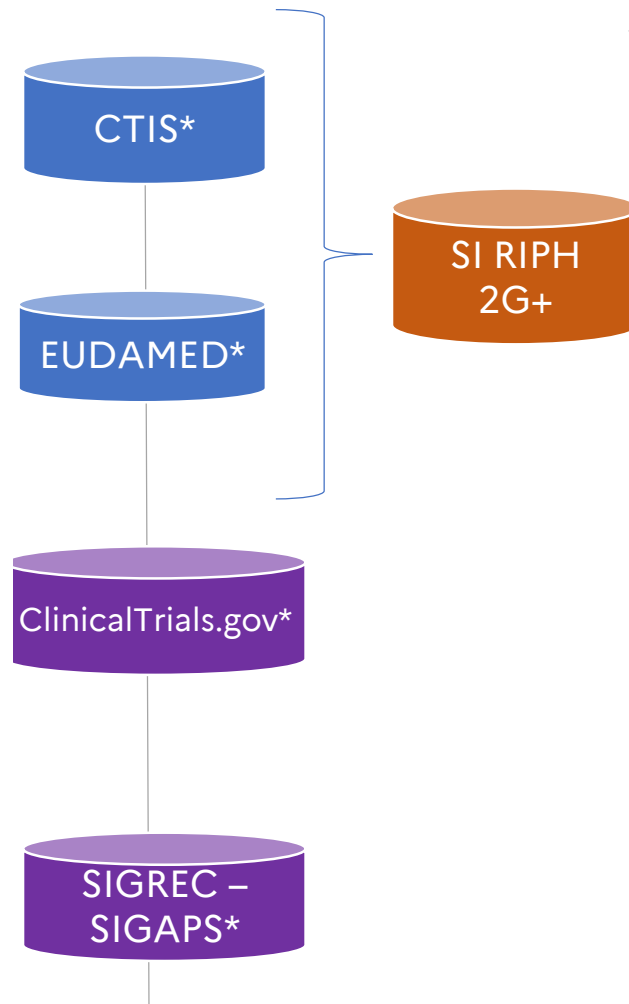 CTIS*
SI RIPH
2G+
EUDAMED*
ClinicalTrials.gov*
SIGREC –
SIGAPS*